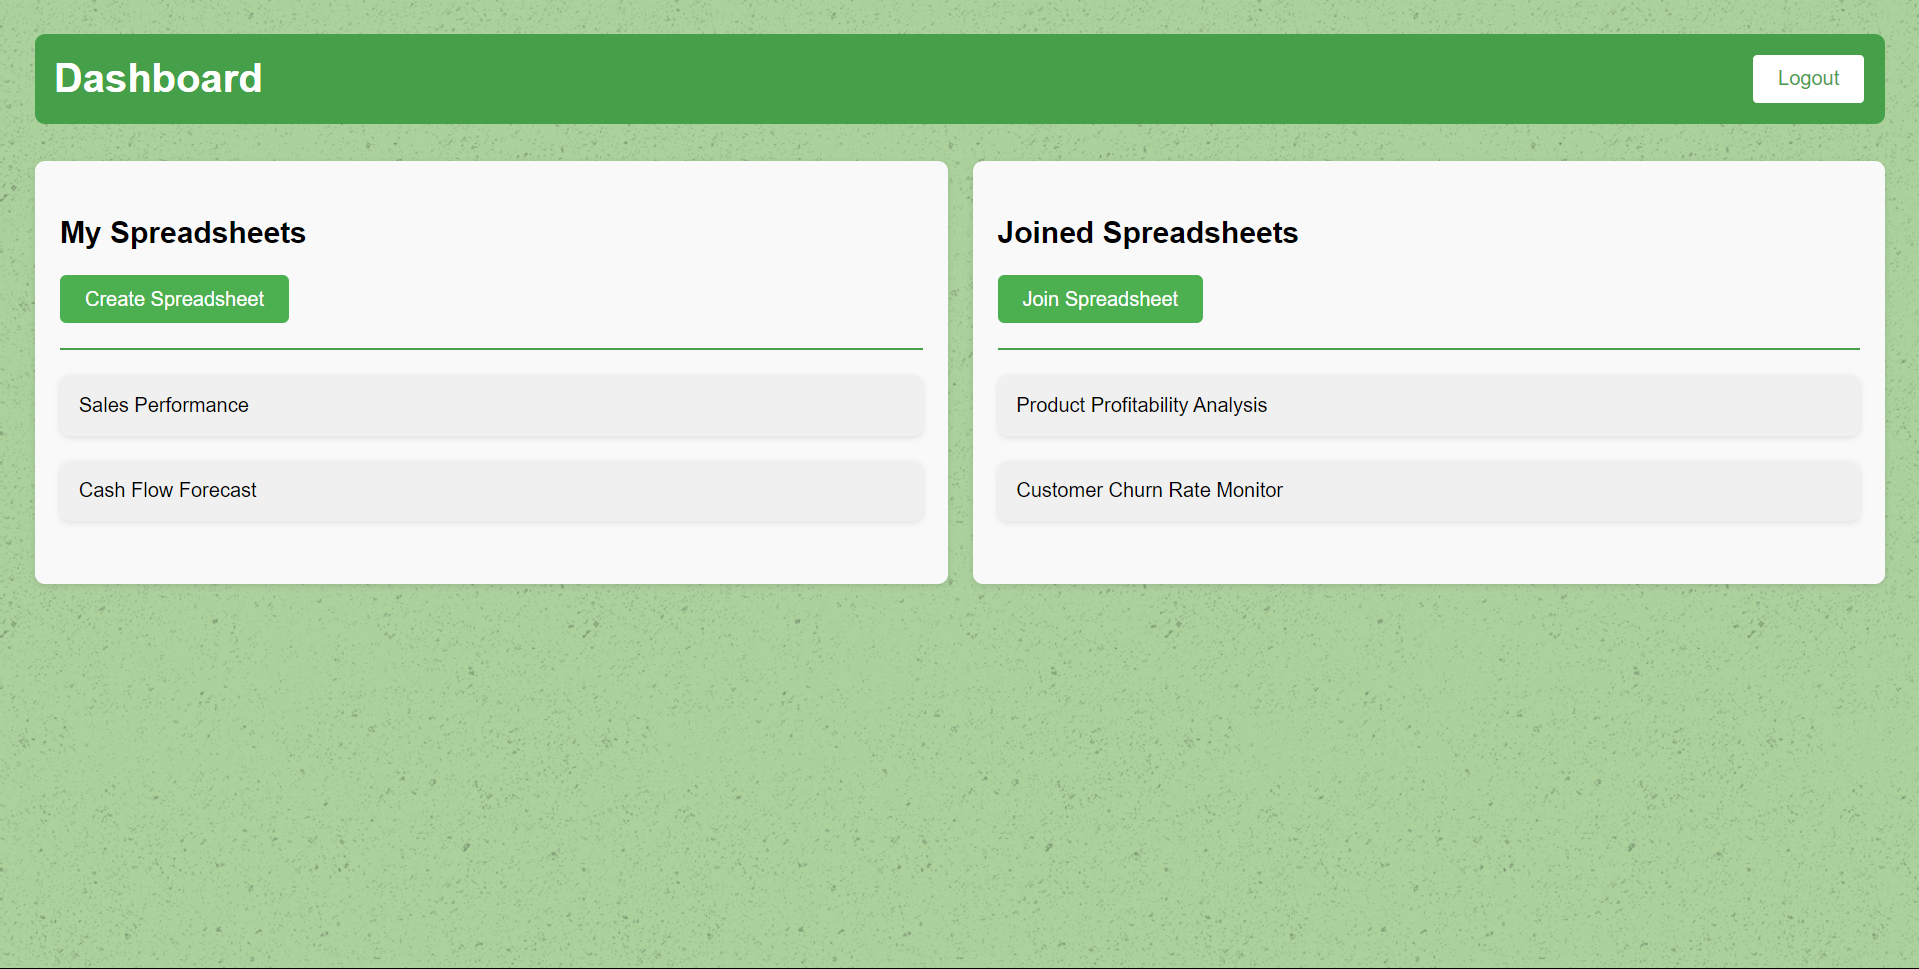 Dashboard
Logout
My Spreadsheets
Create Spreadsheet
Sales Performance
Cash Flow Forecast
Joined Spreadsheets
Join Spreadsheet
Product Profitability Analysis
Customer Churn Rate Monitor